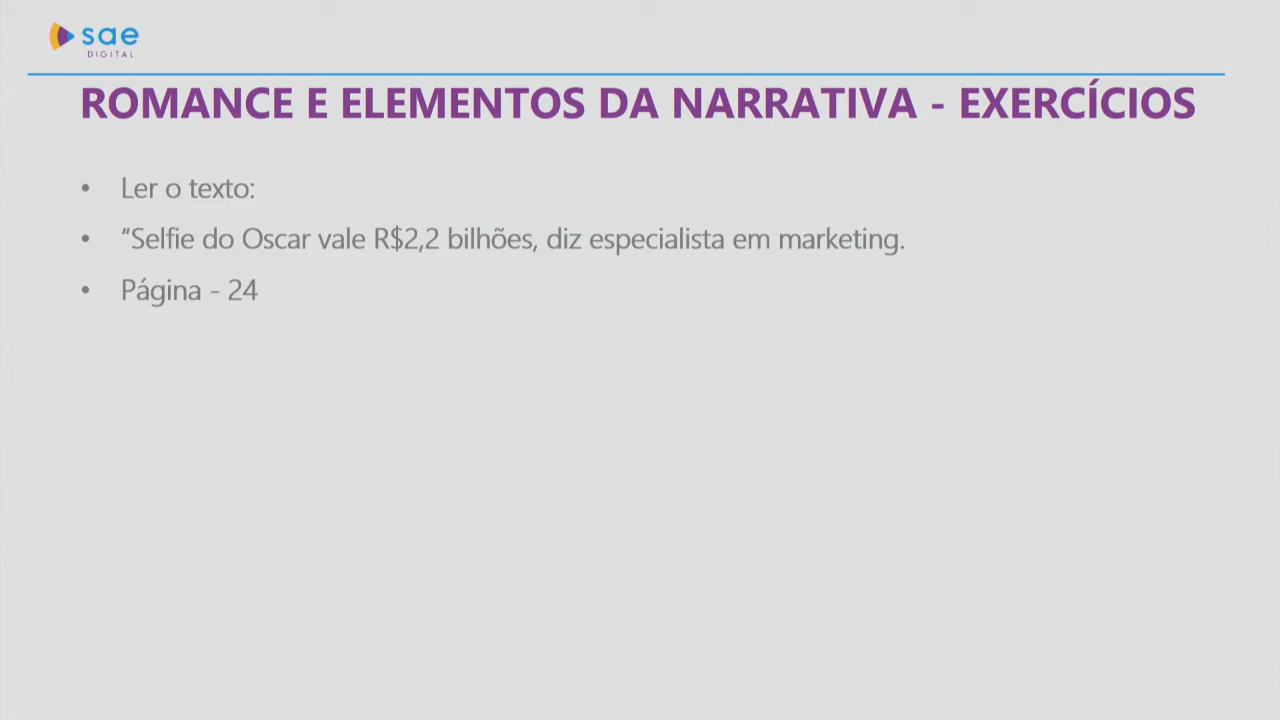 sae
DIGITAL
ROMANCE E ELEMENTOS DA NARRATIVA - EXERCÍCIOS
• Ler o texto:
• “Selfie do Oscar vale R$2,2 bilhões, diz especialista em marketing.
• Página - 24